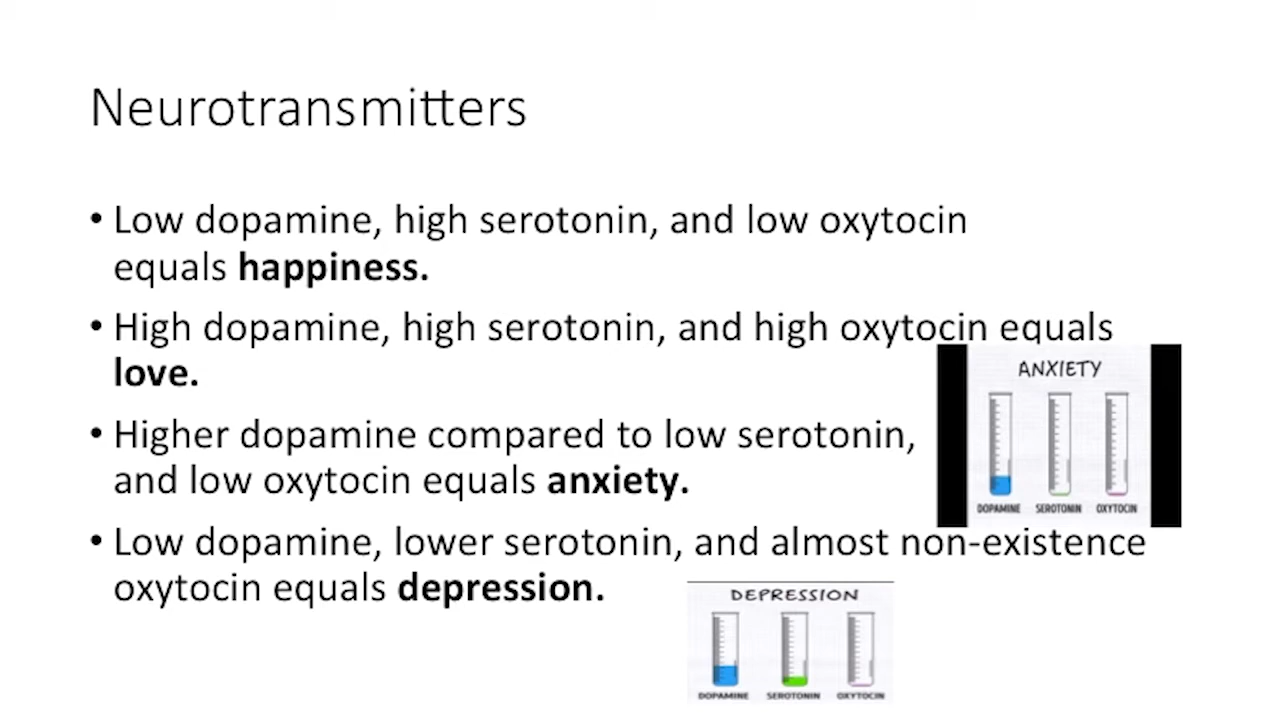 Neurotransmitters
• Low dopamine, high serotonin, and low oxytocin
equals happiness.
• High dopamine, high serotonin, and high oxytocin equals
love.
• Higher dopamine compared to low serotonin,
and low oxytocin equals anxiety.
• Low dopamine, lower serotonin, and almost non-existence
oxytocin equals depression.
ANXIETY
DOPAMINE SEROTONIN OXYTOCIN
DEPRESSION
DOPAMINE SEROTONIN OXYTOCIN